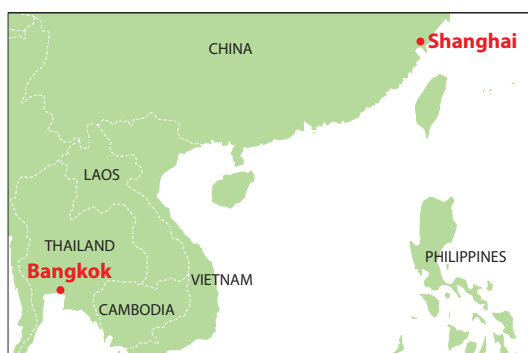 CHINA
Shanghai
LAOS
THAILAND
PHILIPPINES
Bangkok
VIETNAM
CAMBODIA